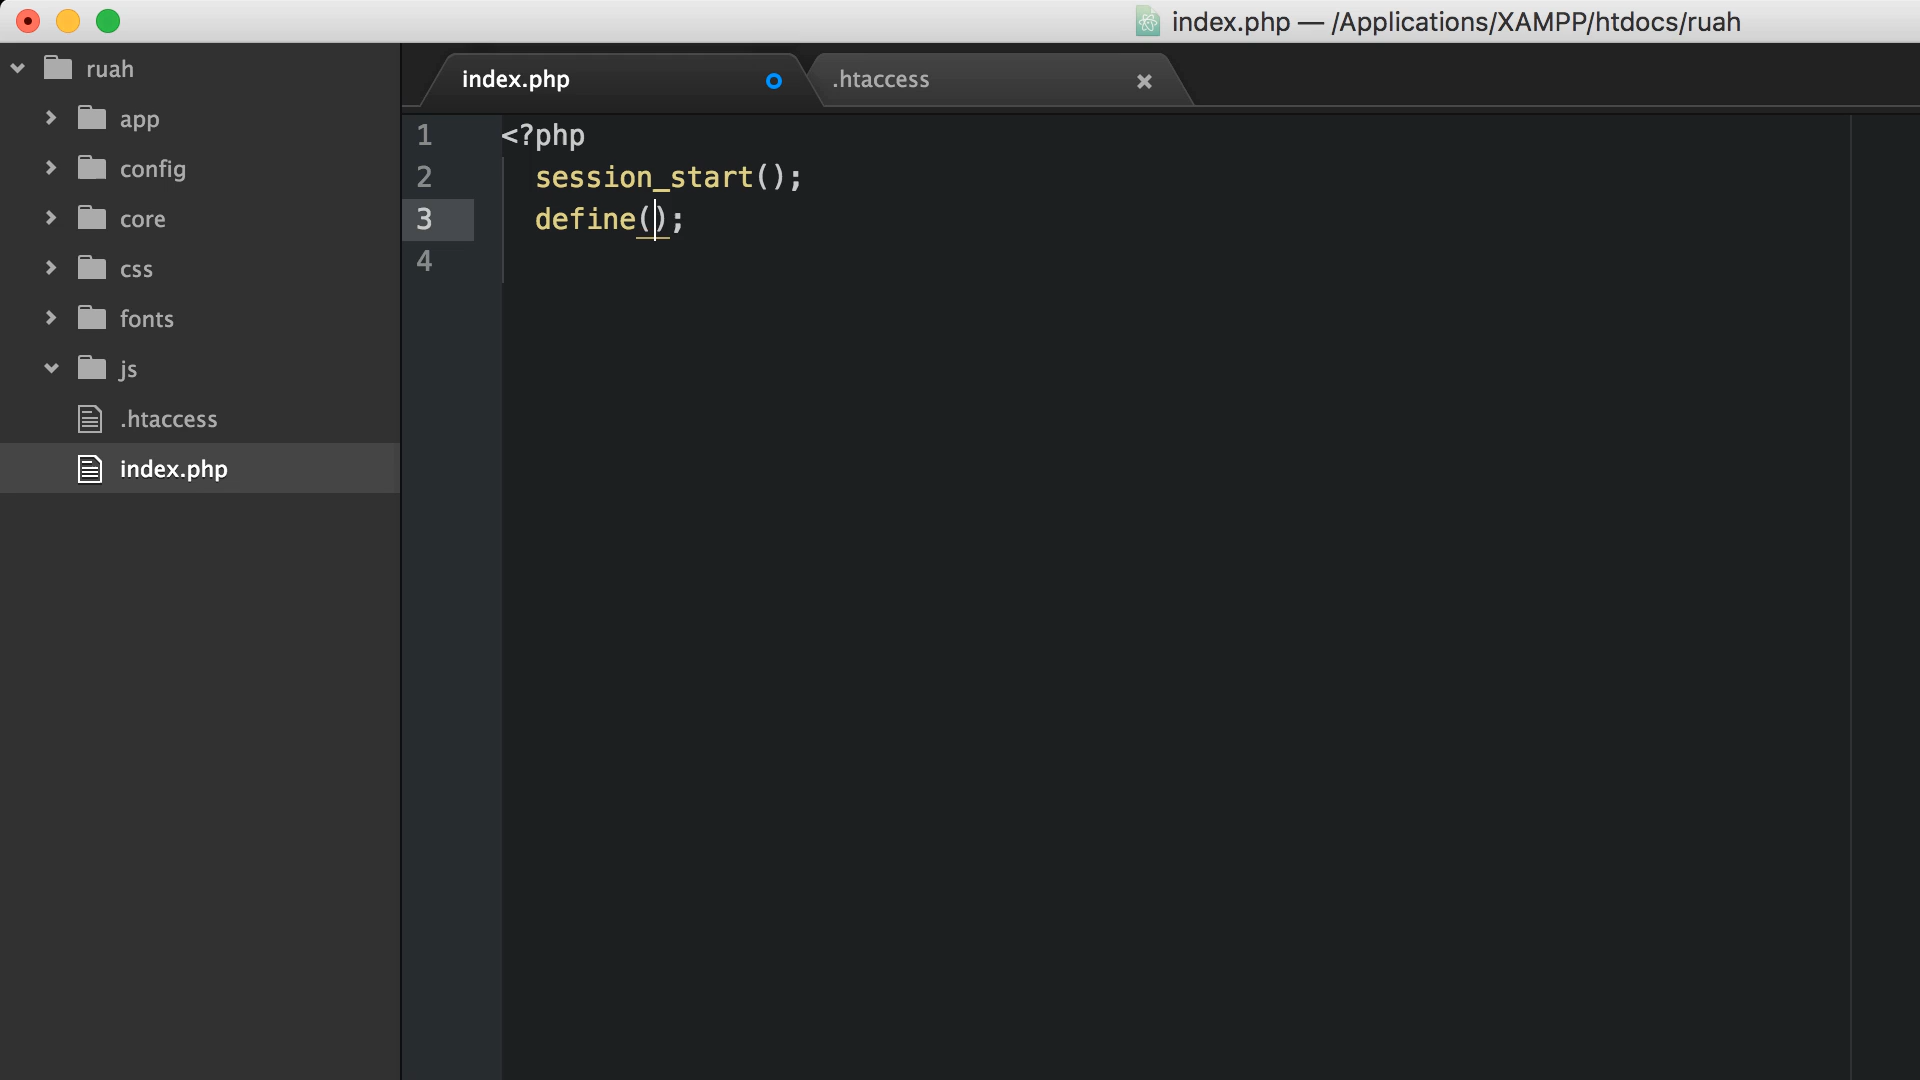 index.php — /Applications/XAMPP/htdocs/ruah
ruah
app
config
core
css
fonts
js
.htaccess
index.php
index.php
.htaccess
1 <?php
2 session_start();
3 define();
4